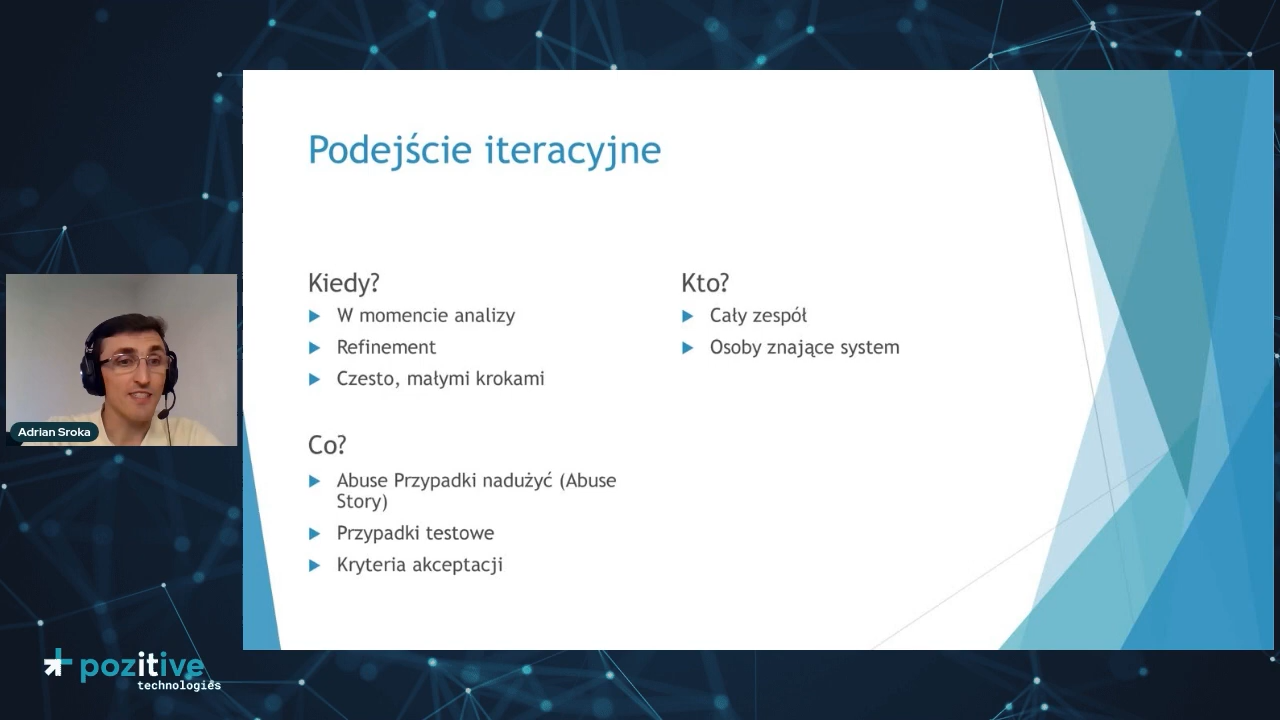 Podejście iteracyjne
Kiedy?
W momencie analizy
Refinement
Czesto, małymi krokami
Co?
Abuse Przypadki nadużyć (Abuse
Story)
Przypadki testowe
Kryteria akceptacji
Kto?
Cały zespół
Osoby znające system
Adrian Sroka
pozitive
technologies